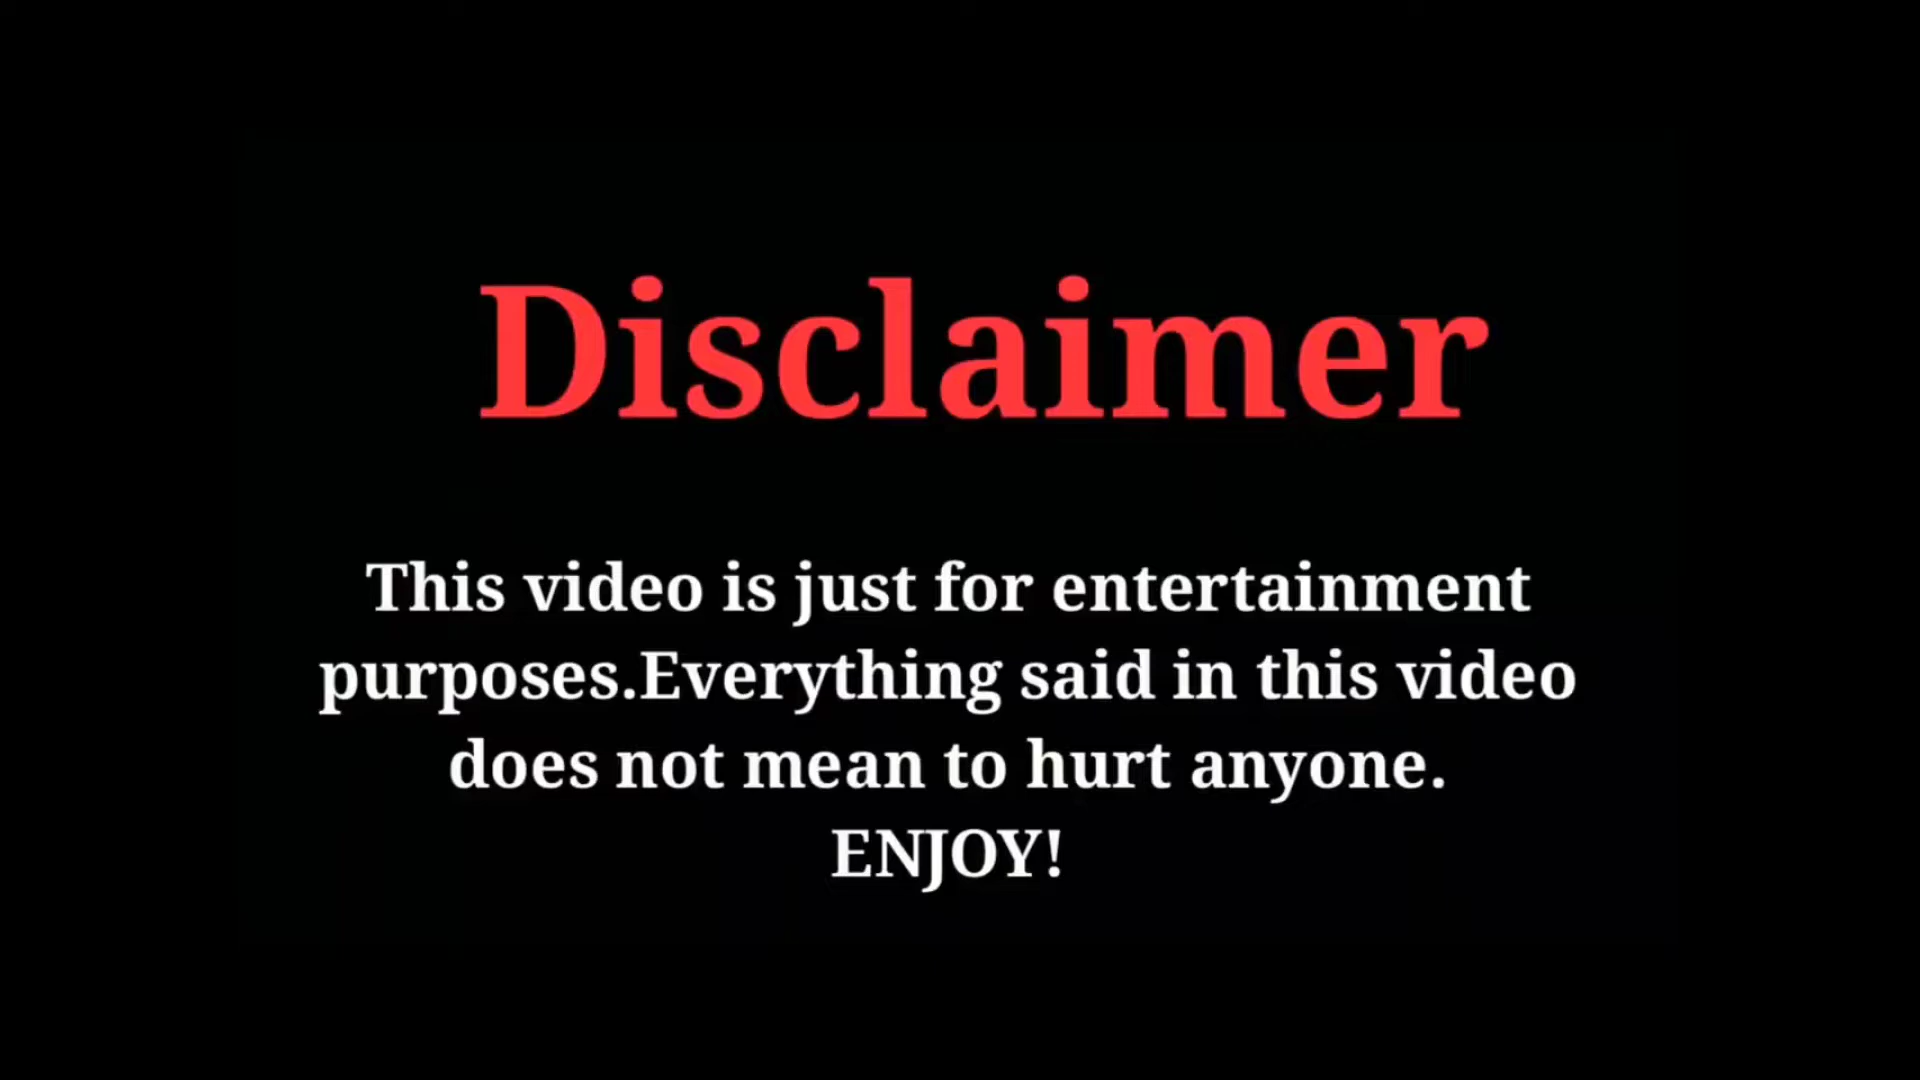 Disclaimer
This video is just for entertainment
purposes.Everything said in this video
does not mean to hurt anyone.
ENJOY!